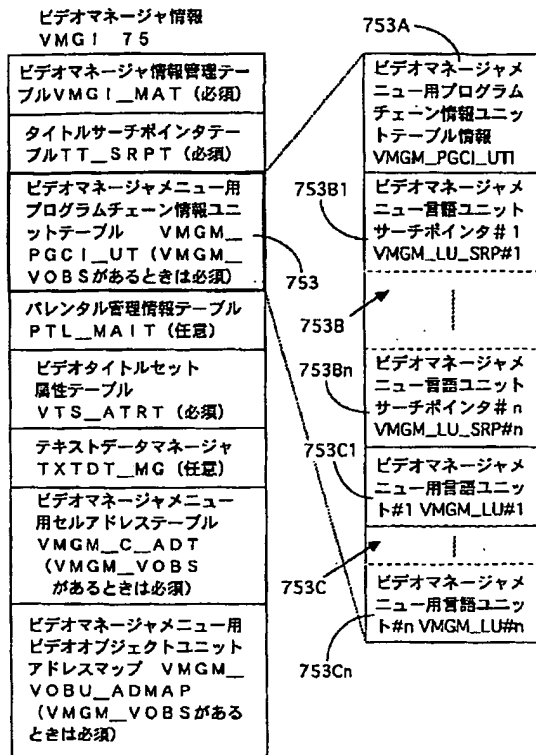 ビデオマネージャ情報
VMGI 75
ビデオマネージャ情報管理テー
ブルVMGI__MAT（必須）
タイトルサーチポインタテー
ブルTT__SRPT（必須）
ビデオマネージャメニュー用
プログラムチェーン情報ユニ
ットテーブル VMGM__
PGCI__UT（VMGM__
VOBSがあるときは必須）
パレンタル管理情報テーブル
PTL__MAIT（任意）
ビデオタイトルセット
属性テーブル
VTS__ATRT（必須）
テキストデータマネージャ
TXTDT__MG（任意）
ビデオマネージャメニュー
用セルアドレステーブル
VMGM__C__ADT
（VMGM__VOBS
があるときは必須）
ビデオマネージャメニュー用
ビデオオブジェクトユニット
アドレスマップ VMGM__
VOBU__ADMAP
（VMGM__VOBSがある
ときは必須）
753
753A
ビデオマネージャメ
ニュー用プログラム
チェーン情報ユニッ
トテーブル情報
VMGM_PGCI_UTI
753B1
ビデオマネージャメ
ニュー言語ユニット
サーチポインタ#1
VMGM_LU_SRP#1
753B
753Bn
ビデオマネージャメ
ニュー言語ユニット
サーチポインタ#n
VMGM_LU_SRP#n
753C1
ビデオマネージャメ
ニュー用言語ユニッ
ト#1 VMGM_LU#1
753C
ビデオマネージャメ
ニュー用言語ユニッ
ト#n VMGM_LU#n
753Cn